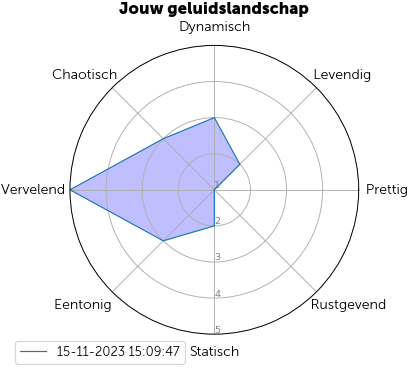 Jouw geluidslandschap
Dynamisch
Chaotisch
Levendig
Vervelend
1
Prettig
2
3
4
Eentonig
Rustgevend
5
15-11-2023 15:09:47
Statisch